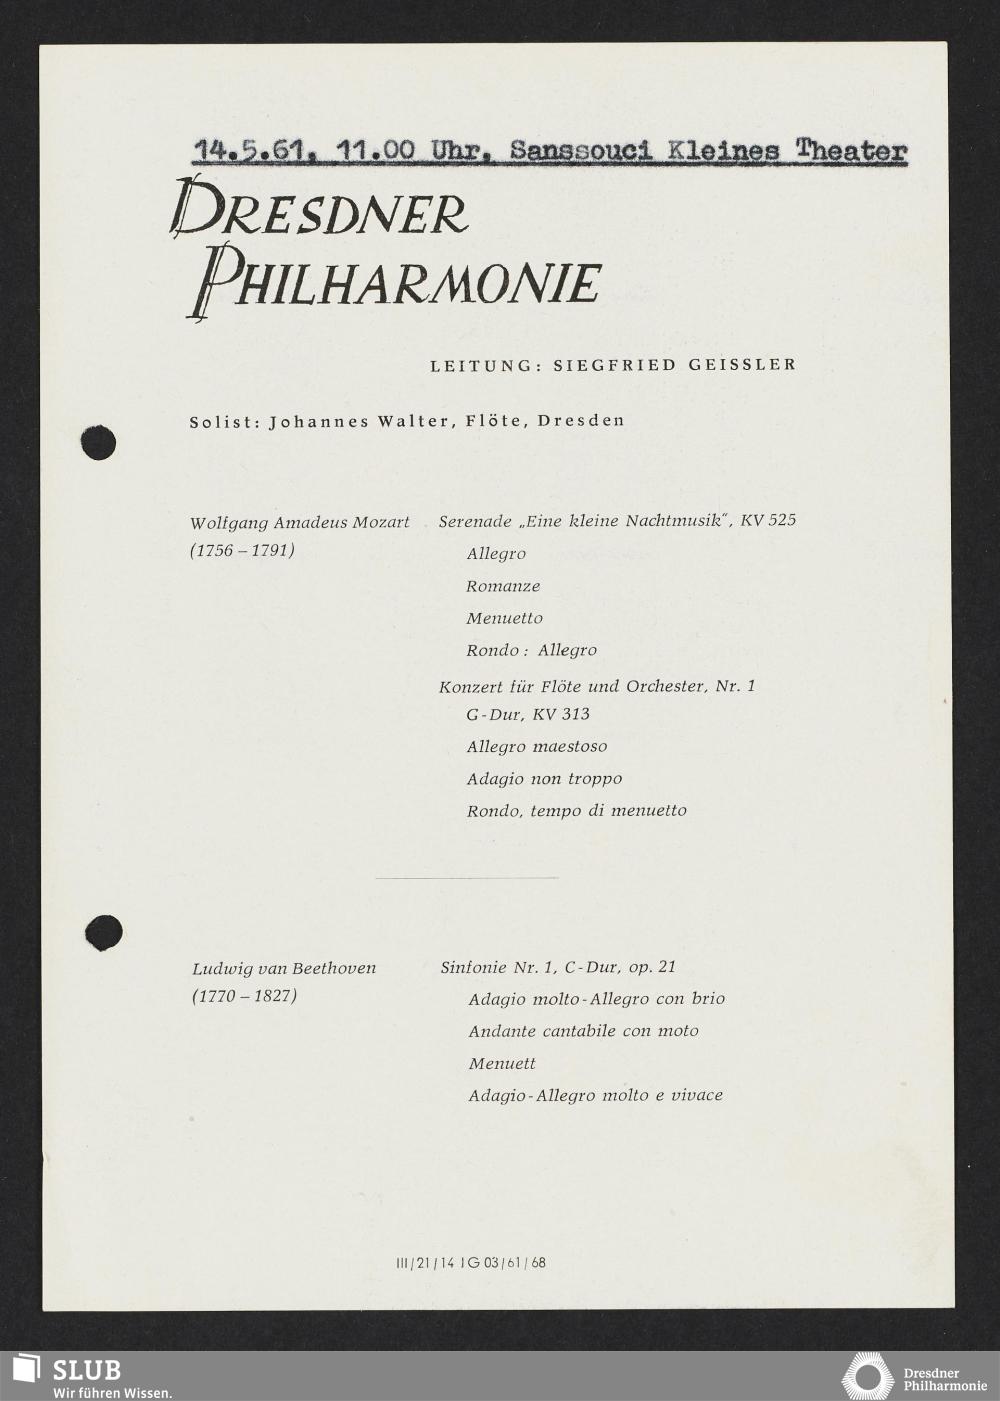 14.5.61, 11.00 Uhr, Sanssouci Kleines Theater
DRESDNER
PHILHARMONIE
LEITUNG: SIEGFRIED GEISSLER
Solist: Johannes Walter, Flöte, Dresden
Wolfgang Amadeus Mozart
(1756 – 1791)
Serenade „Eine kleine Nachtmusik“, KV 525
Allegro
Romanze
Menuetto
Rondo : Allegro
Konzert für Flöte und Orchester, Nr. 1
G-Dur, KV 313
Allegro maestoso
Adagio non troppo
Rondo, tempo di menuetto
Ludwig van Beethoven
(1770 – 1827)
Sinfonie Nr. 1, C-Dur, op. 21
Adagio molto-Allegro con brio
Andante cantabile con moto
Menuett
Adagio-Allegro molto e vivace
III/21/14 JG 03/61/68
SLUB
Wir führen Wissen.
Dresdner
Philharmonie